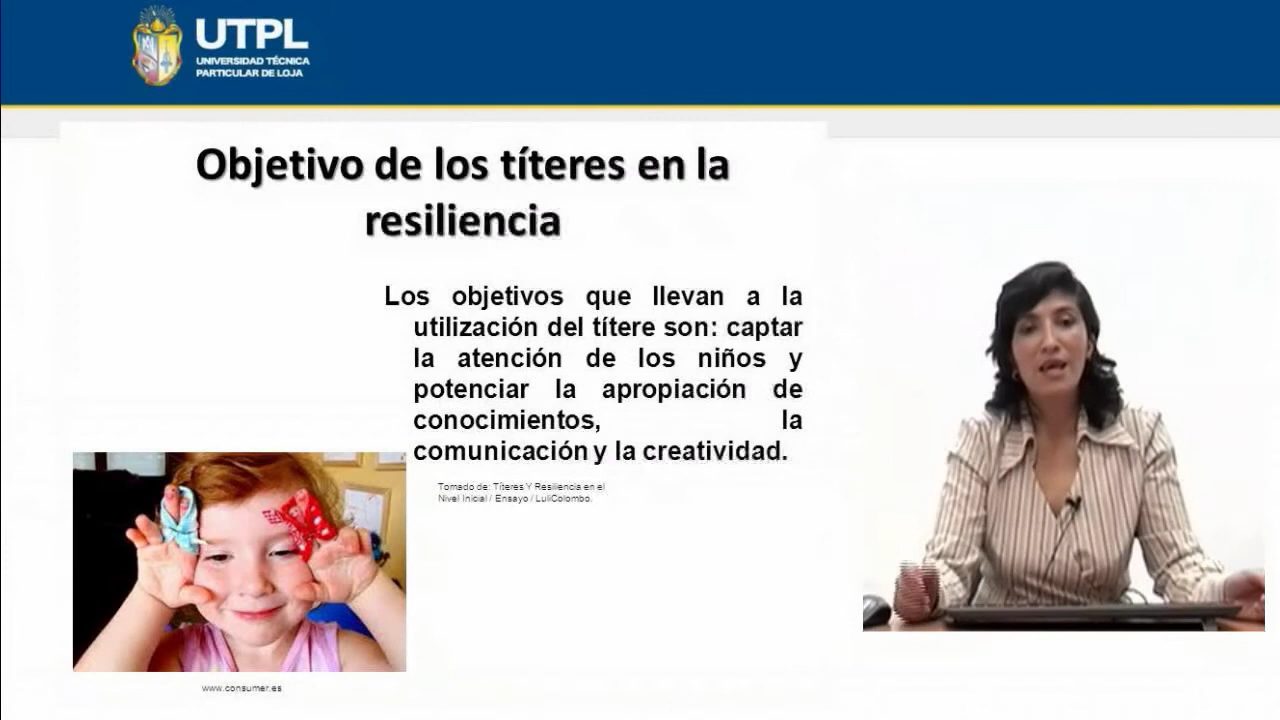 UTPL
UNIVERSIDAD TÉCNICA
PARTICULAR DE LOJA
Objetivo de los títeres en la
resiliencia
Los objetivos que llevan a la
utilización del títere son: captar
la atención de los niños y
potenciar la apropiación de
conocimientos, la
comunicación y la creatividad.
Tomado de: Títeres Y Resiliencia en el
Nivel Inicial / Ensayo / LuliColombo.
www.consumer.es